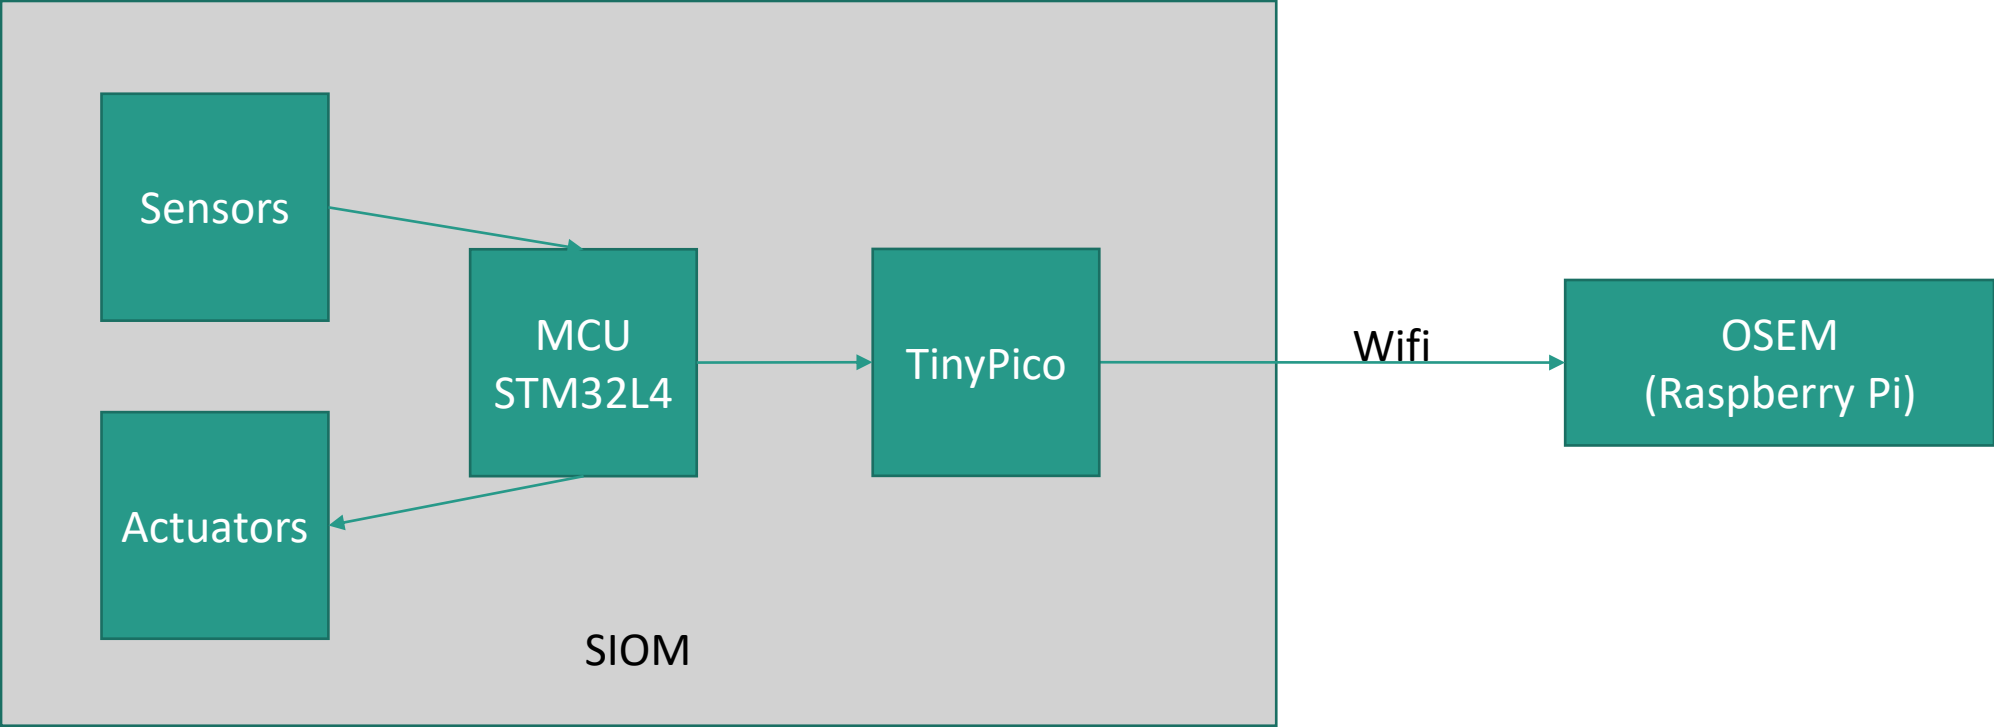 Sensors
MCU
STM32L4
TinyPico
Wifi
OSEM
(Raspberry Pi)
Actuators
SIOM